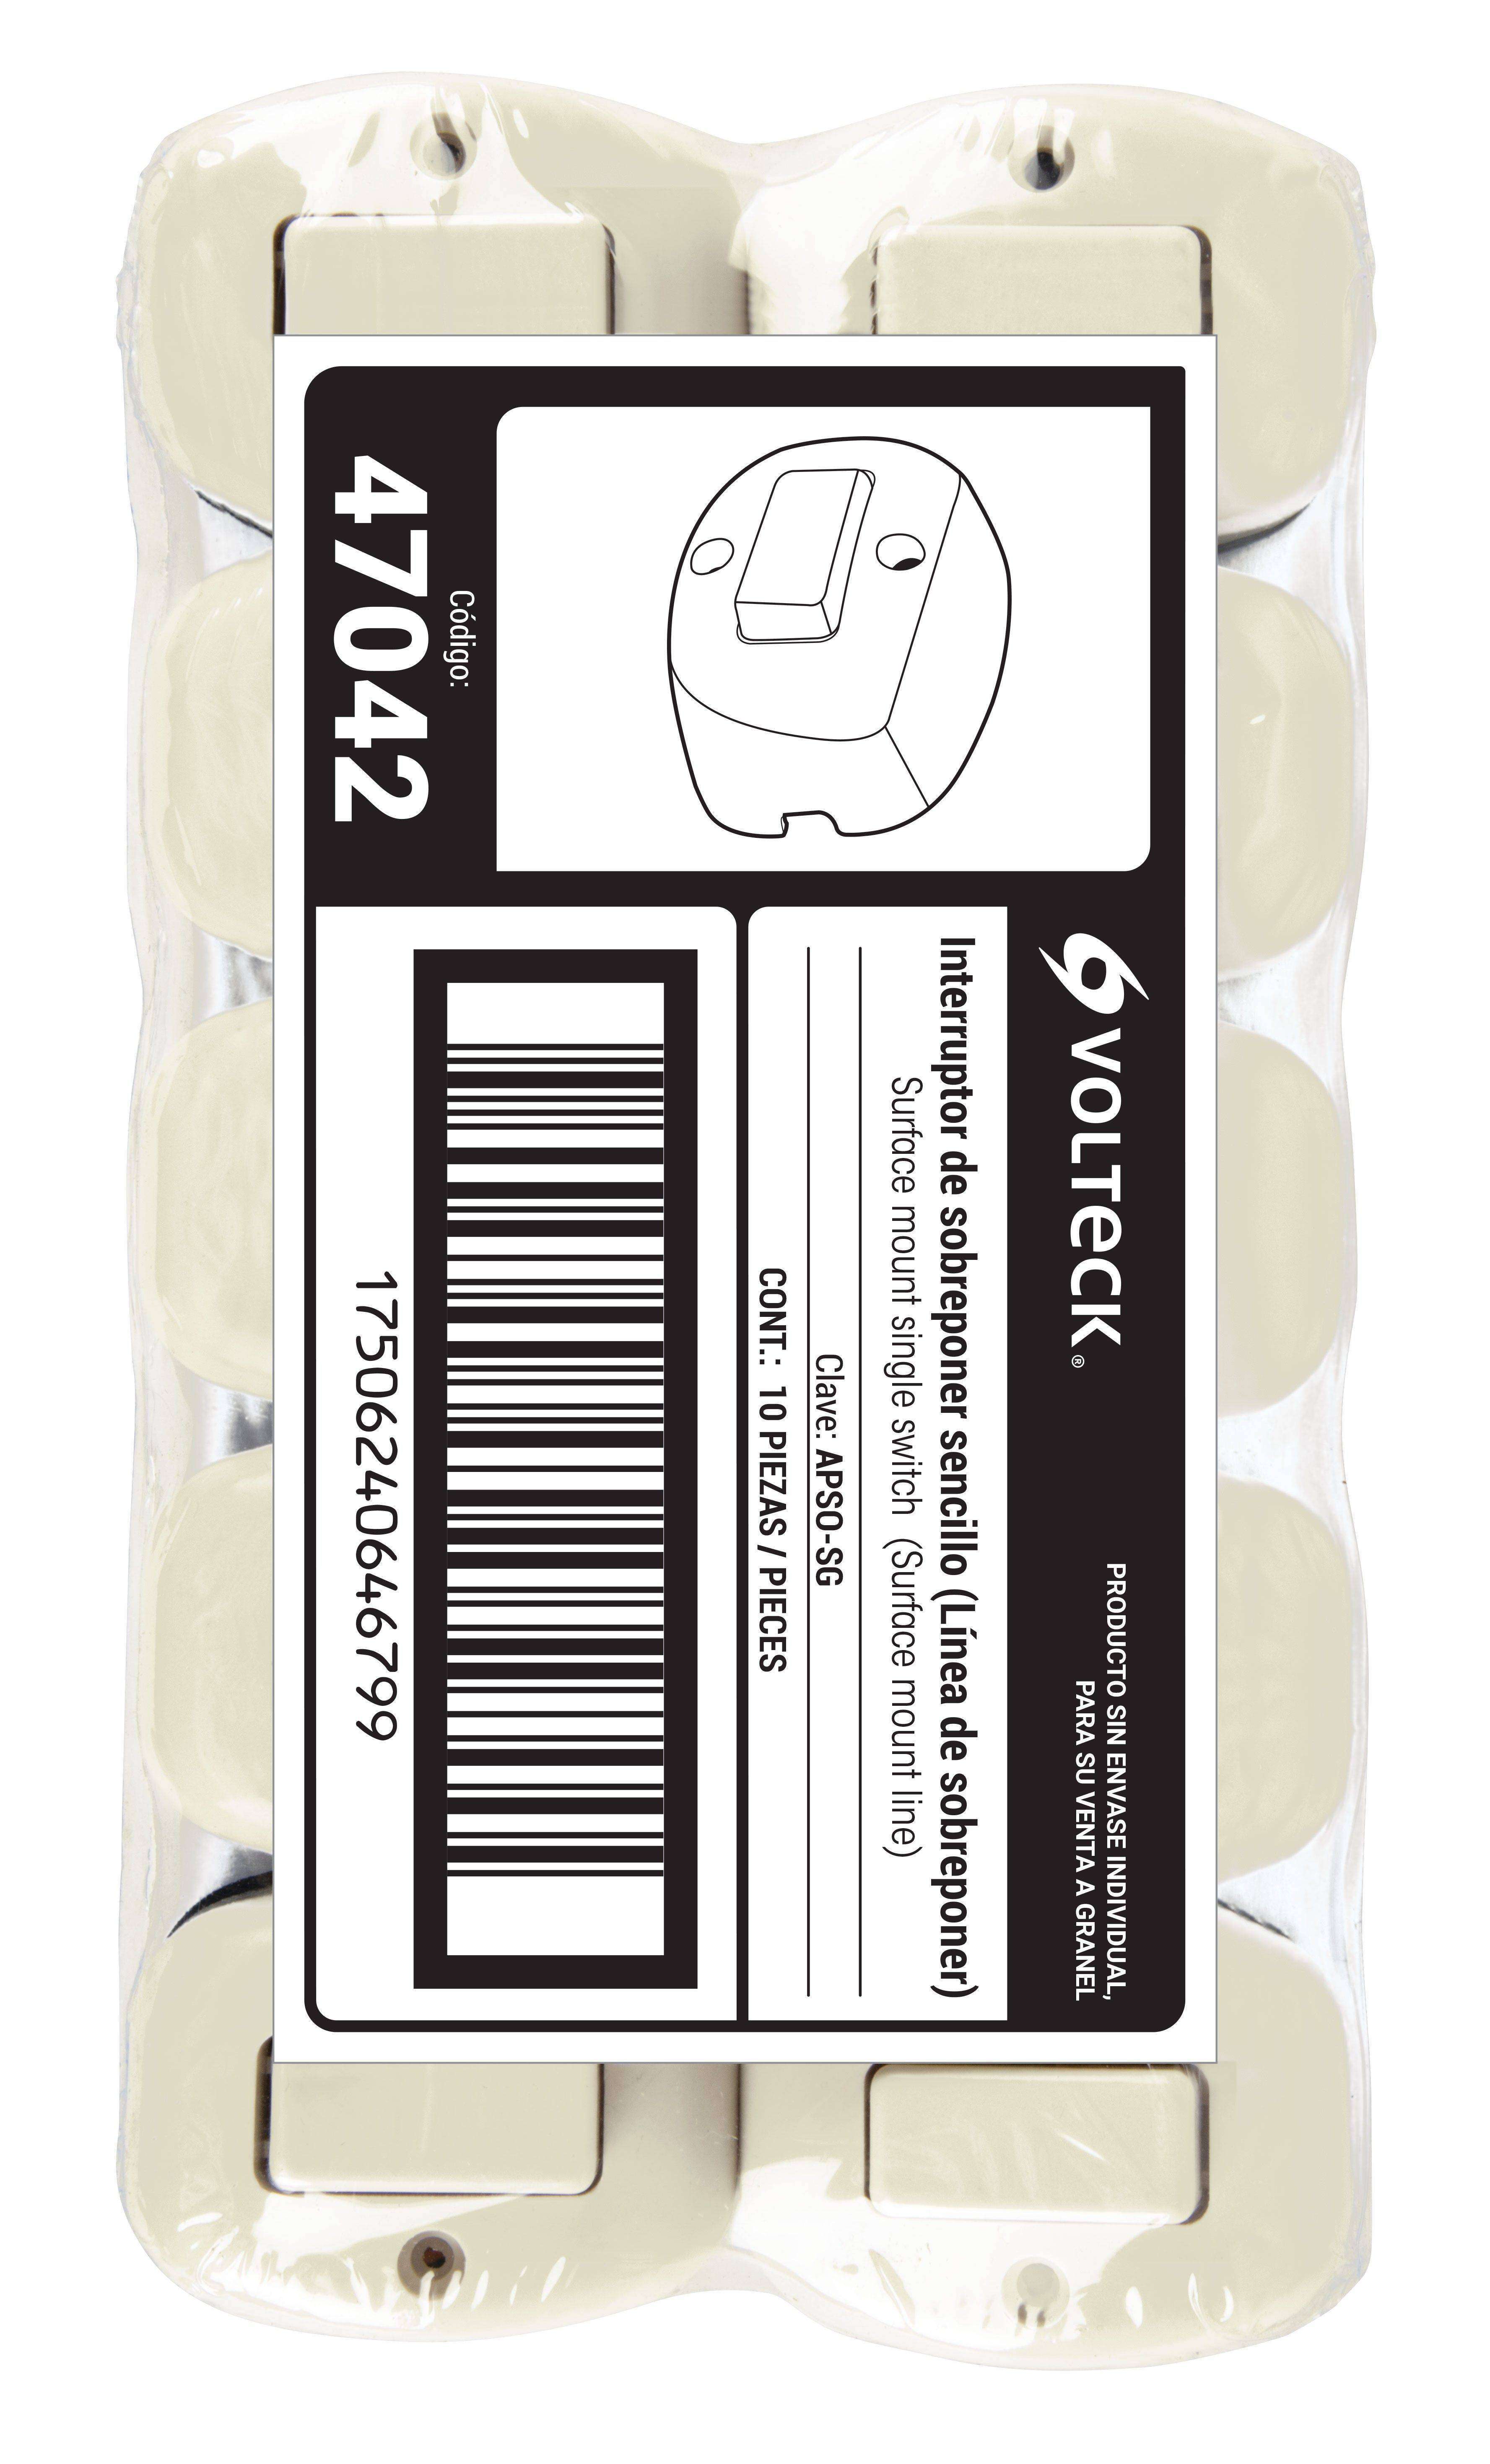 VOLTECK®
PRODUCTO SIN ENVASE INDIVIDUAL,
PARA SU VENTA A GRANEL
Interruptor de sobreponer sencillo (Línea de sobreponer)
Surface mount single switch (Surface mount line)
Clave: APSO-SG
CONT.: 10 PIEZAS / PIECES
Código:
47042
17506240646799